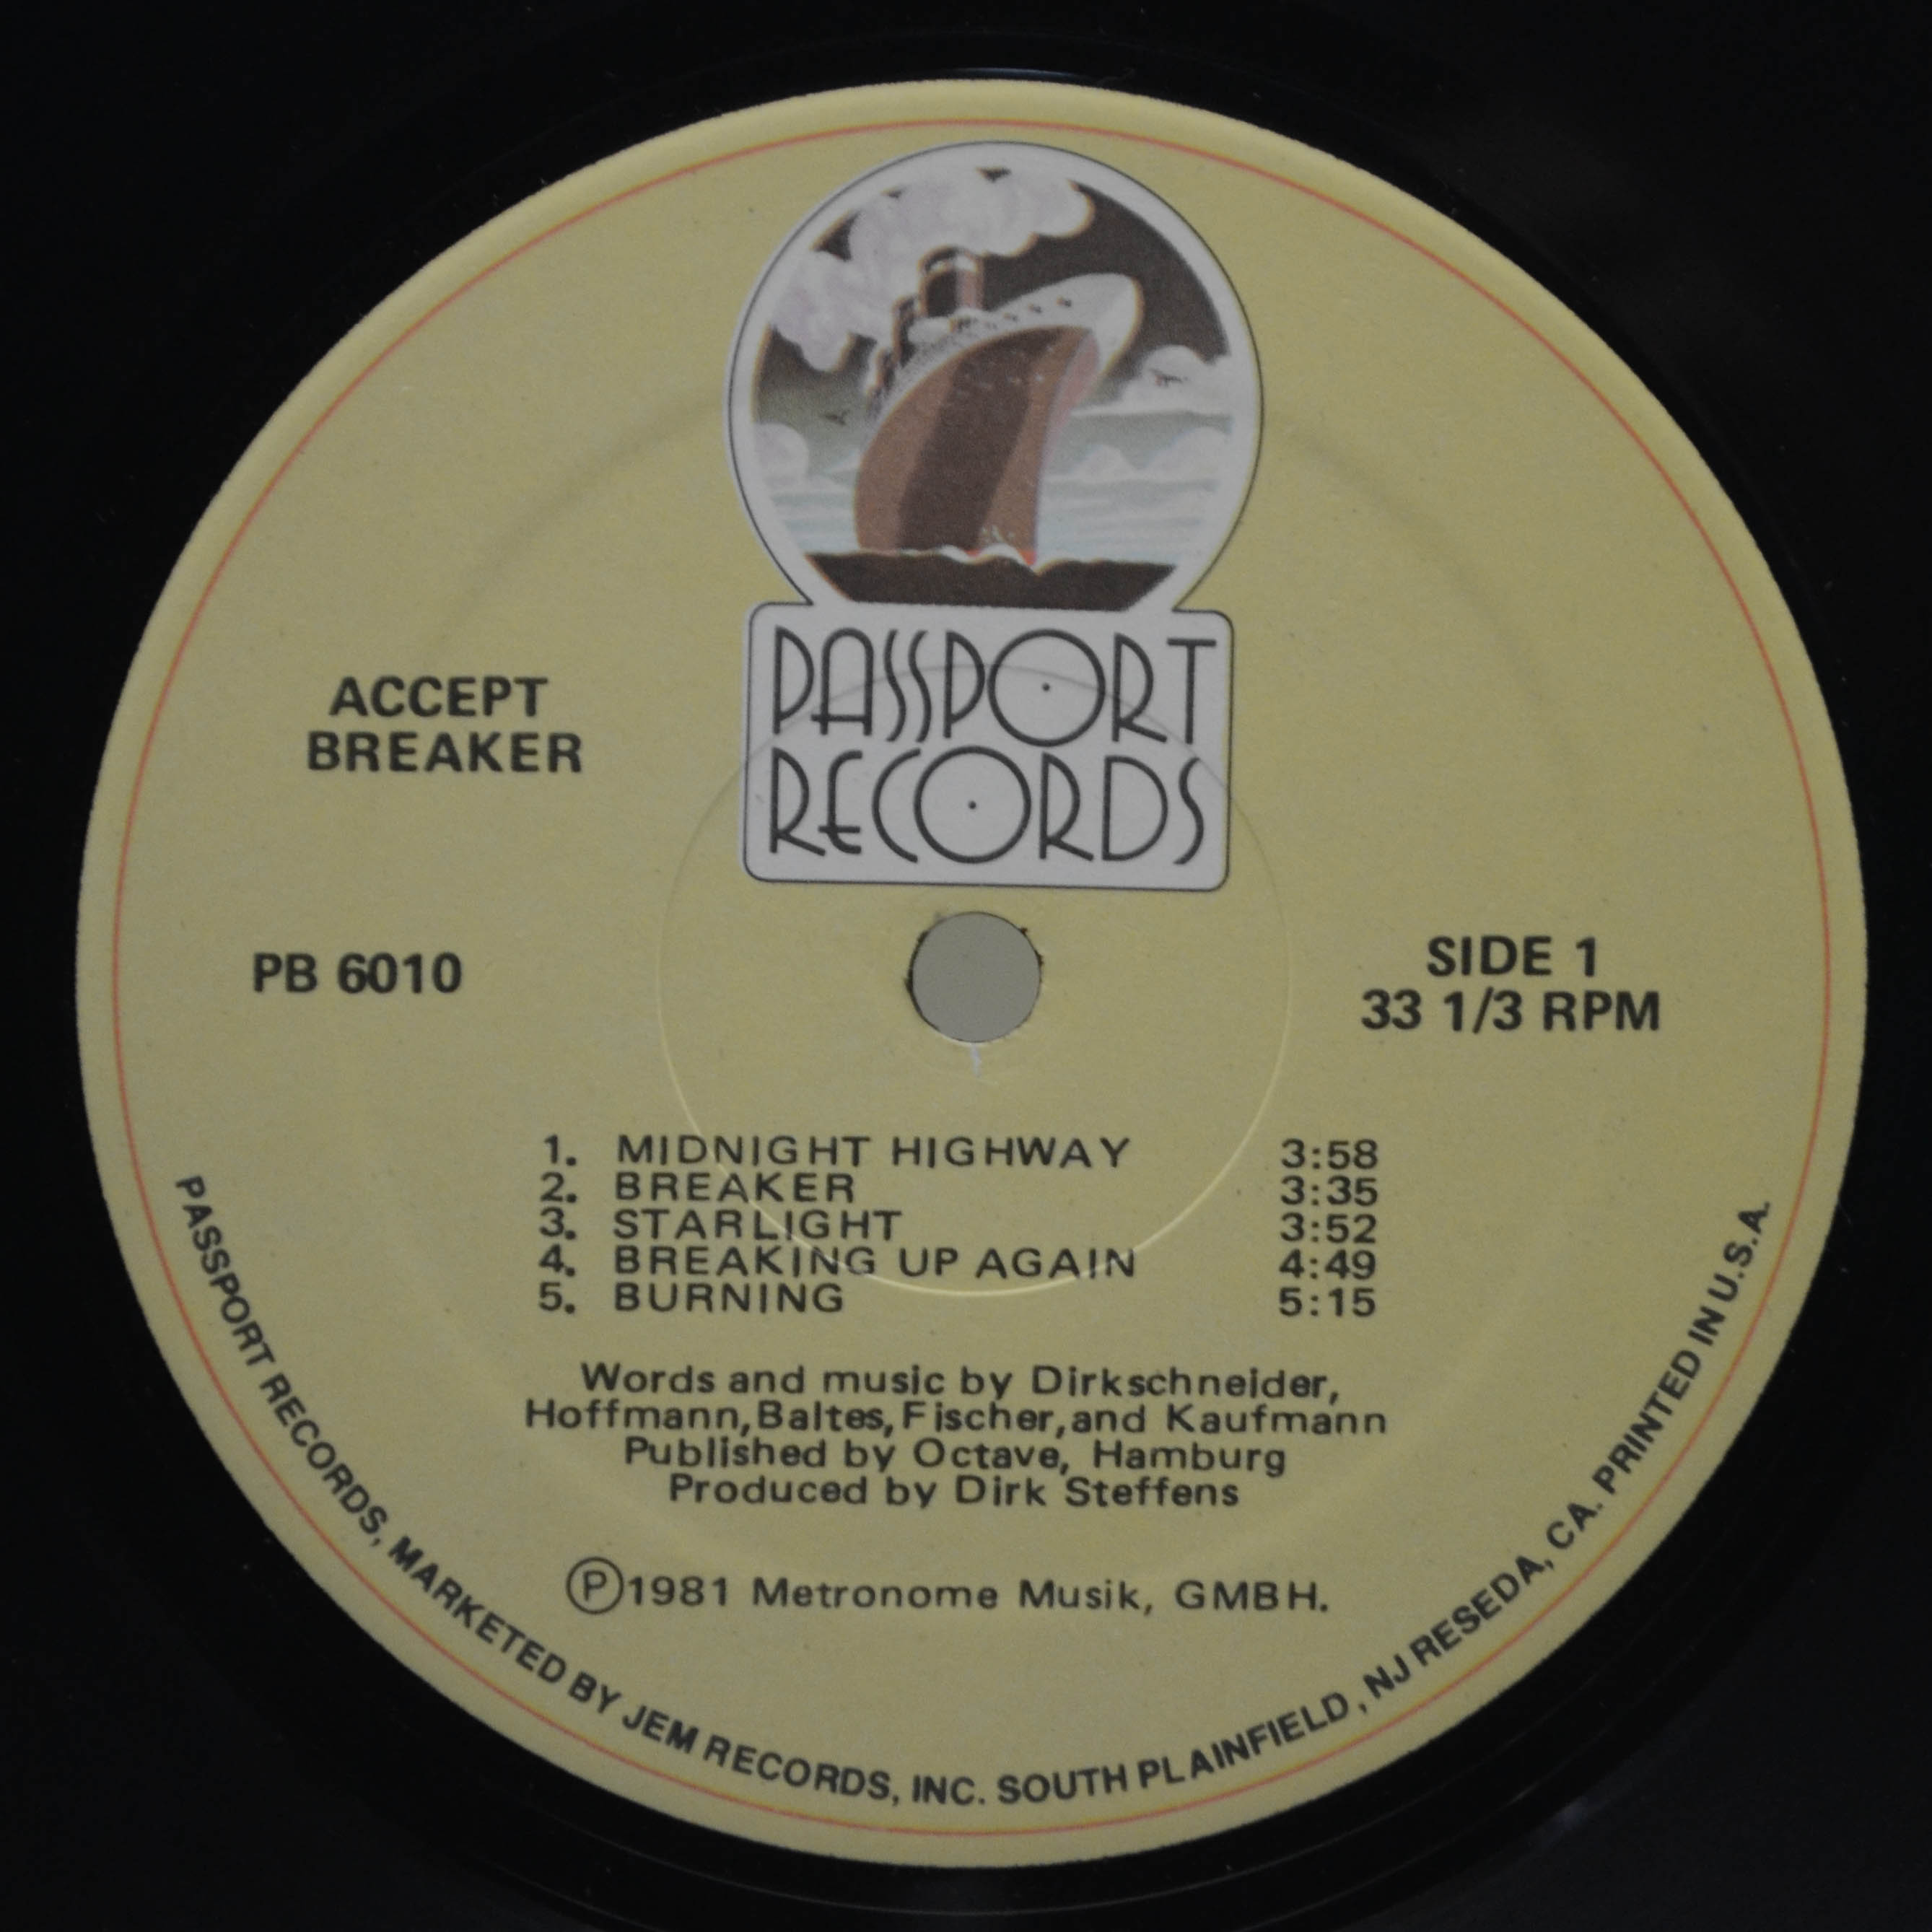 PASSPORT
RECORDS
ACCEPT
BREAKER
PB 6010
SIDE 1
33 1/3 RPM
1. MIDNIGHT HIGHWAY 3:58
2. BREAKER 3:35
3. STARLIGHT 3:52
4. BREAKING UP AGAIN 4:49
5. BURNING 5:15
Words and music by Dirkschneider,
Hoffmann, Baltes, Fischer, and Kaufmann
Published by Octave, Hamburg
Produced by Dirk Steffens
Ⓟ1981 Metronome Musik, GMBH.
PASSPORT RECORDS, MARKETED BY JEM RECORDS, INC. SOUTH PLAINFIELD, NJ RESEDA, CA. PRINTED IN U.S.A.